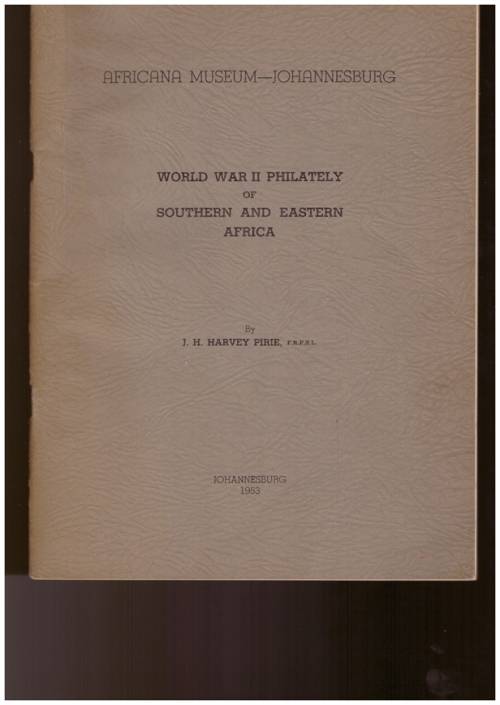 AFRICANA MUSEUM—JOHANNESBURG
WORLD WAR II PHILATELY
OF
SOUTHERN AND EASTERN
AFRICA
By
J. H. HARVEY PIRIE, F.R.P.S.L.
JOHANNESBURG
1953